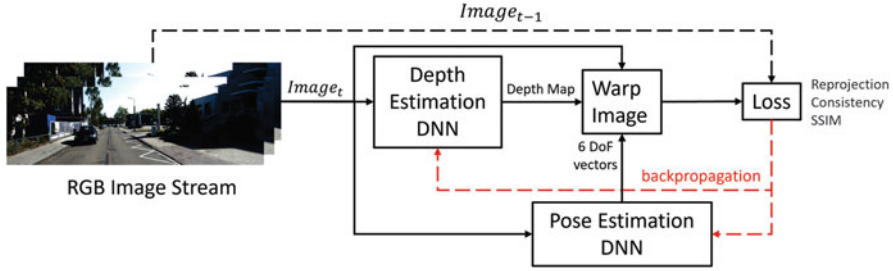 Image_{t-1}
Image_t
Depth
Estimation
DNN
Depth Map
Warp
Image
Loss
Reprojection
Consistency
SSIM
6 DoF
vectors
backpropagation
RGB Image Stream
Pose Estimation
DNN